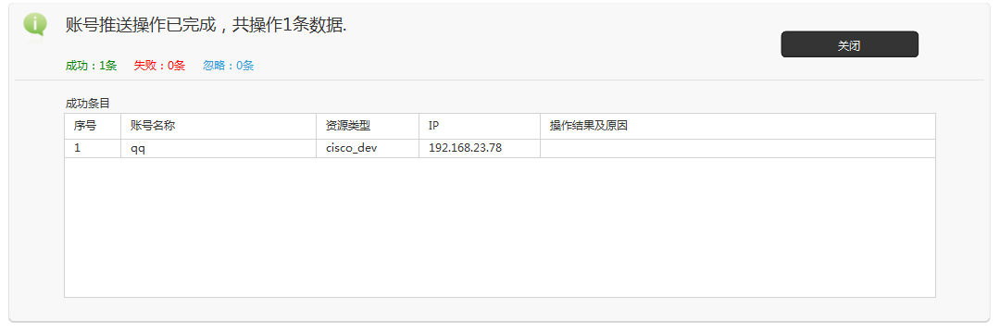 账号推送操作已完成，共操作1条数据.
关闭
成功：1条 失败：0条 忽略：0条
成功条目
序号 账号名称 资源类型 IP 操作结果及原因
1 qq cisco_dev 192.168.23.78